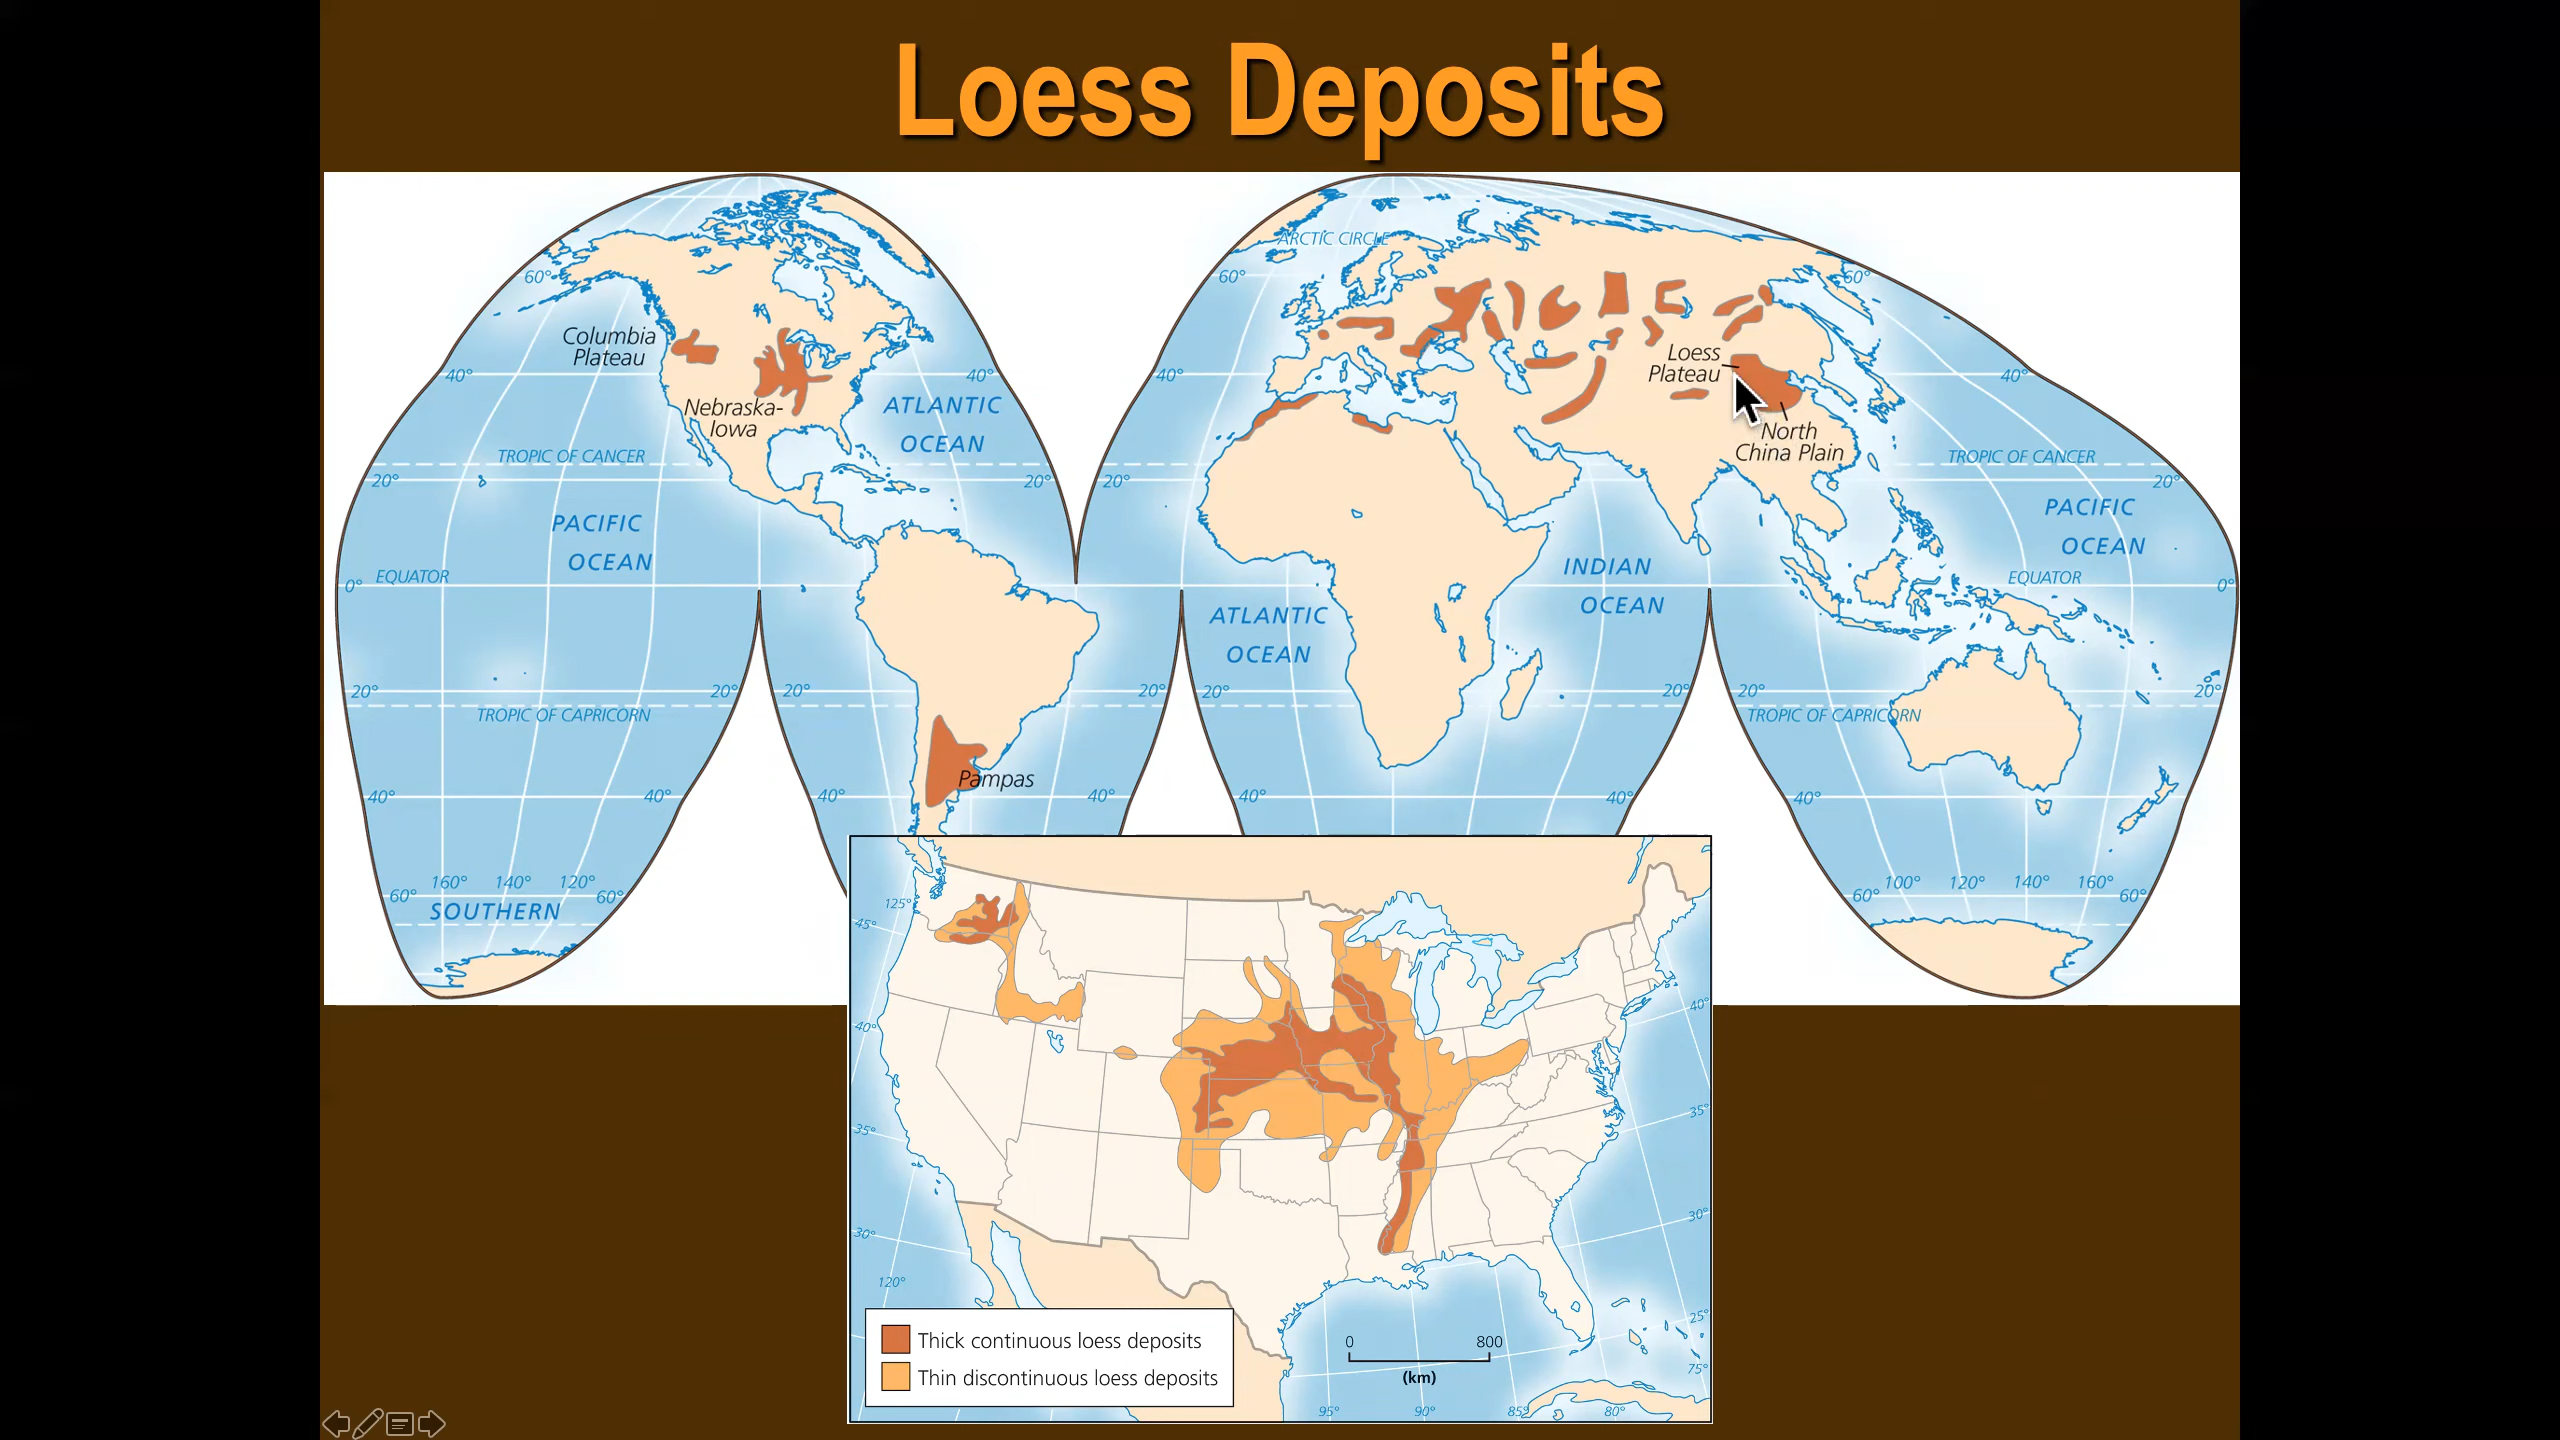 Loess Deposits
ARCTIC CIRCLE
60°
60°
60°
Columbia
Plateau
Loess
Plateau
40°
40°
40°
40°
Nebraska-
Iowa
ATLANTIC
OCEAN
North
China Plain
TROPIC OF CANCER
TROPIC OF CANCER
20°
20°
20°
20°
PACIFIC
OCEAN
PACIFIC
OCEAN
INDIAN
OCEAN
EQUATOR
EQUATOR
0°
0°
ATLANTIC
OCEAN
20°
20°
20°
20°
20°
20°
20°
20°
TROPIC OF CAPRICORN
TROPIC OF CAPRICORN
Pampas
40°
40°
40°
40°
40°
40°
40°
160°
140°
120°
60°
60°
SOUTHERN
100°
120°
140°
160°
60°
60°
125°
45°
40°
35°
30°
120°
40°
35°
30°
25°
75°
95°
90°
85°
80°
Thick continuous loess deposits
Thin discontinuous loess deposits
0
800
(km)